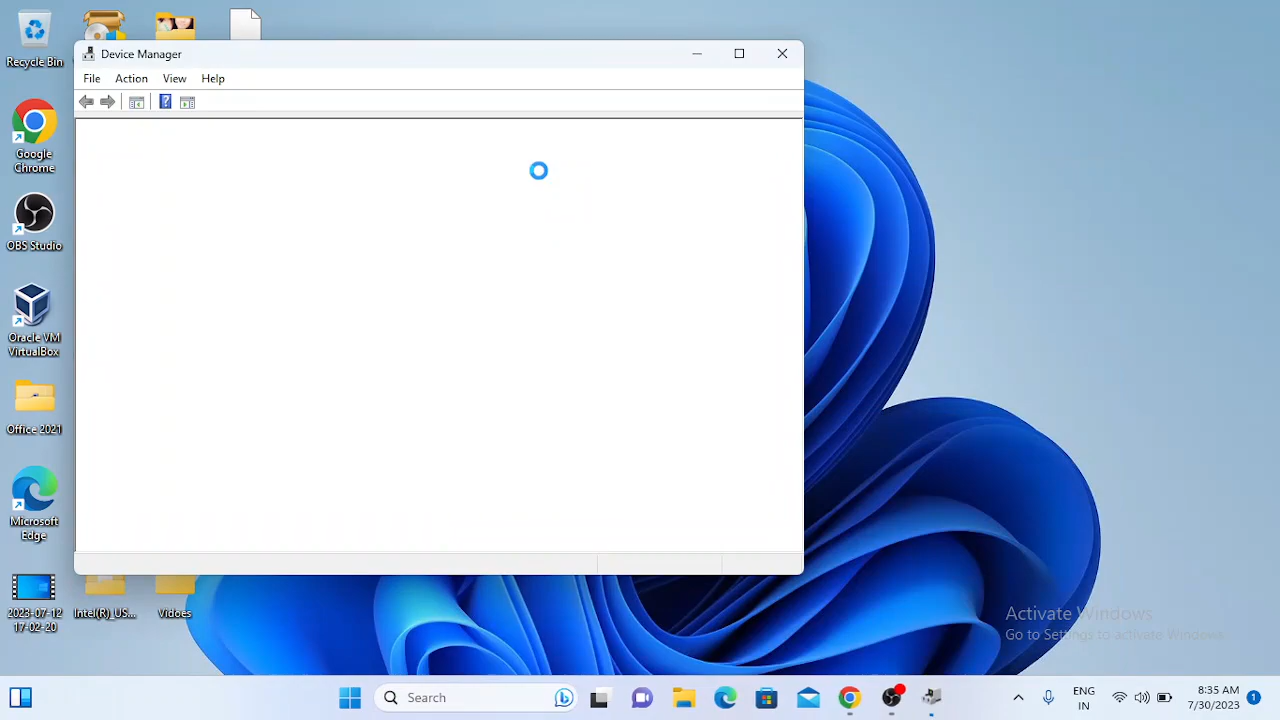 Device Manager
File Action View Help
Recycle Bin
Google
Chrome
OBS Studio
Oracle VM
VirtualBox
Office 2021
Microsoft
Edge
2023-07-12
17-02-20
Intel(R)_US...
Vidoes
Activate Windows
Go to Settings to activate Windows.
Search
ENG
IN
8:35 AM
7/30/2023
1